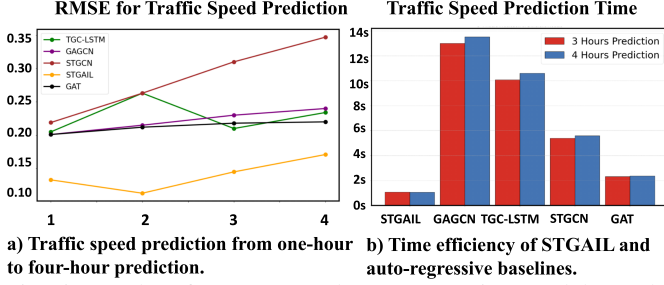 RMSE for Traffic Speed Prediction
0.35
0.30
0.25
0.20
0.15
0.10
TGC-LSTM
GAGCN
STGCN
STGAIL
GAT
1 2 3 4
a) Traffic speed prediction from one-hour
to four-hour prediction.
Traffic Speed Prediction Time
14s
12s
10s
8s
6s
4s
2s
0s
3 Hours Prediction
4 Hours Prediction
STGAIL GAGCN TGC-LSTM STGCN GAT
b) Time efficiency of STGAIL and
auto-regressive baselines.